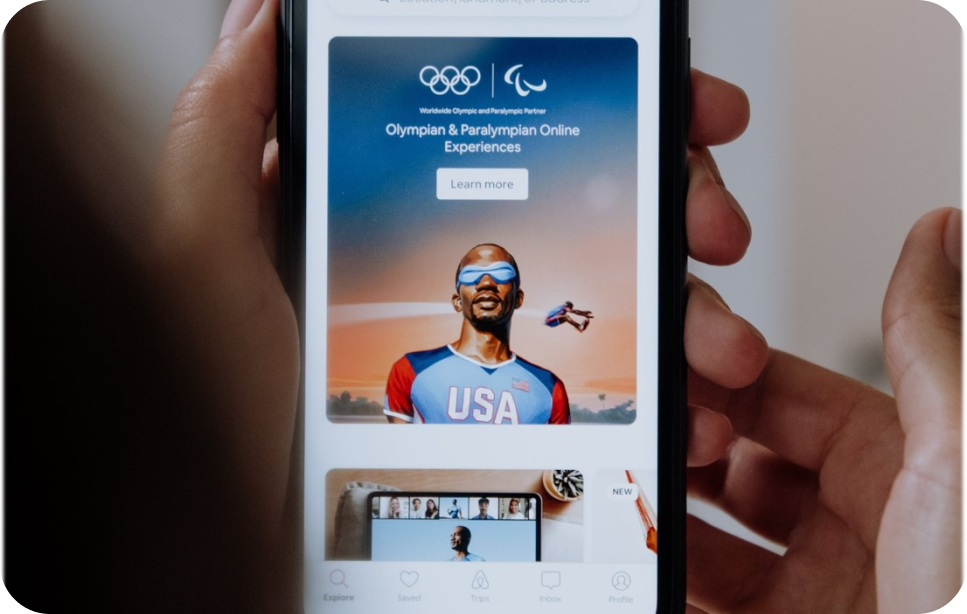 Location, landmark, or address
Worldwide Olympic and Paralympic Partner
Olympian & Paralympian Online
Experiences
Learn more
USA
NEW
Explore
Saved
Trips
Inbox
Profile